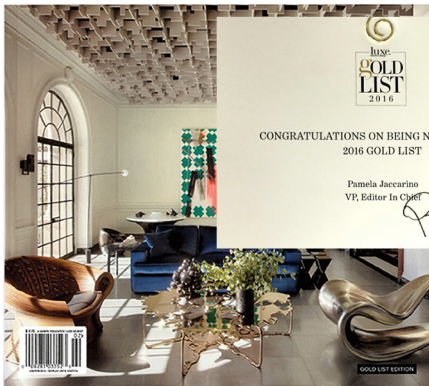 luxe.
gOLD
LIST
2016
CONGRATULATIONS ON BEING N
2016 GOLD LIST
Pamela Jaccarino
VP, Editor In Chief
GOLD LIST EDITION